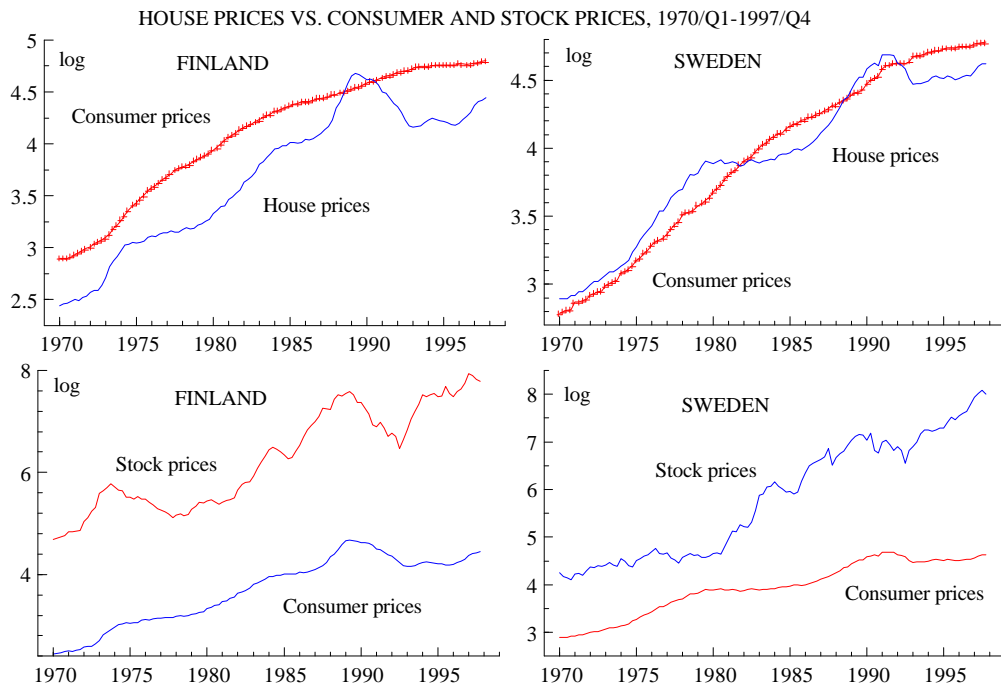 HOUSE PRICES VS. CONSUMER AND STOCK PRICES, 1970/Q1-1997/Q4
5
log
FINLAND
4.5
Consumer prices
4
3.5
House prices
3
2.5
1970 1975 1980 1985 1990 1995
log
SWEDEN
4.5
4
House prices
3.5
Consumer prices
3
1970 1975 1980 1985 1990 1995
8
log
FINLAND
Stock prices
6
4
Consumer prices
1970 1975 1980 1985 1990 1995
8
log
SWEDEN
7
Stock prices
6
5
4
Consumer prices
3
1970 1975 1980 1985 1990 1995